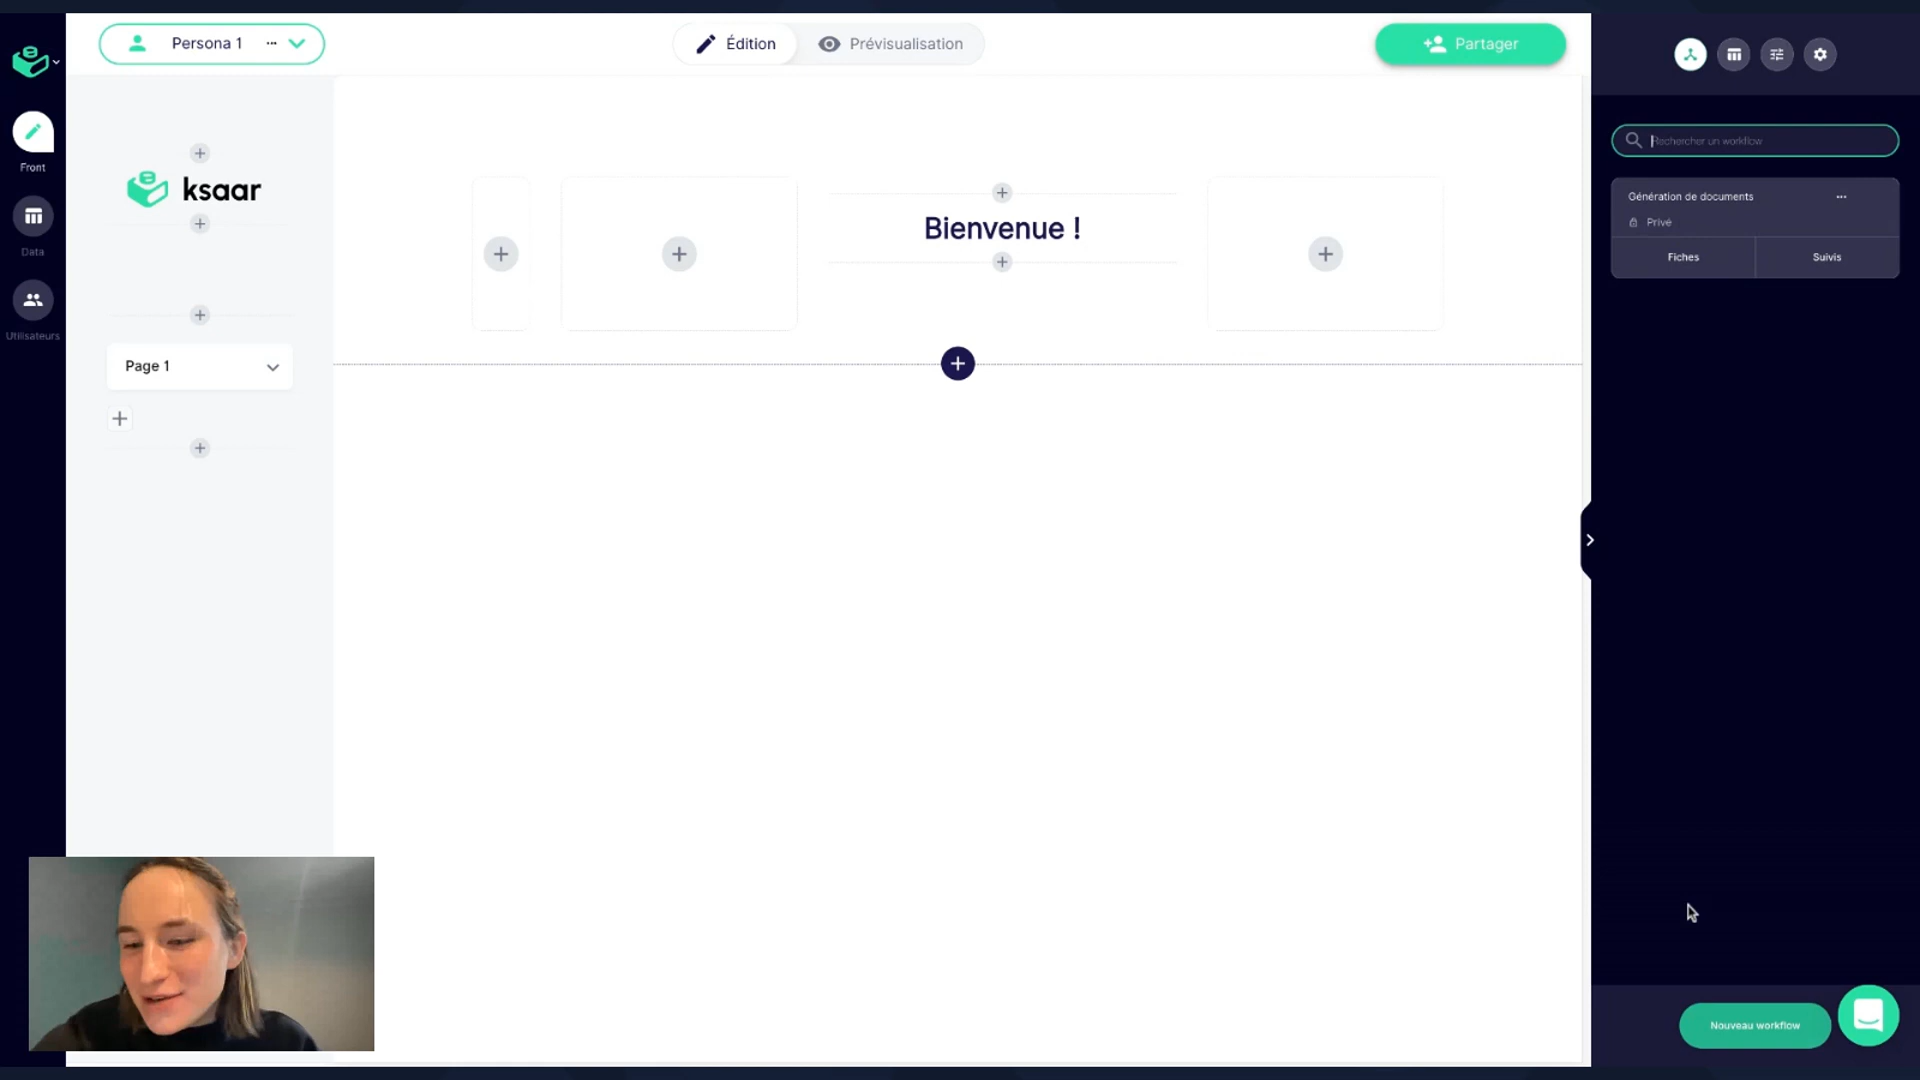 Persona 1
Édition
Prévisualisation
Partager
Front
Data
Utilisateurs
ksaar
Page 1
Bienvenue !
Rechercher un workflow
Génération de documents
Privé
Fiches
Suivis
Nouveau workflow